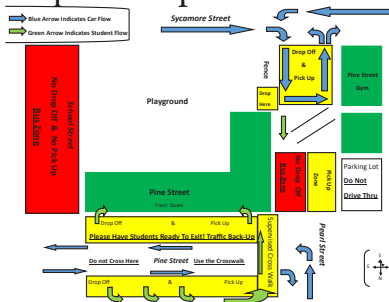 Blue Arrow Indicates Car Flow
Green Arrow Indicates Student Flow
Sycamore Street
Drop Off
&
Pick Up
Fence
Drop
Here
Pine Street
Gym
Playground
School Street
No Drop Off & No Pick Up
Bus Zone
No Drop Off
Bus Zone
Pick Up
Zone
Parking Lot
Do Not
Drive Thru
Pine Street
Front Doors
Drop Off & Pick Up
Please Have Students Ready To Exit! Traffic Back-Up
Supervised Cross Walk
Pearl Street
Do not Cross Here Pine Street Use the Crosswalk
Drop Off & Pick Up